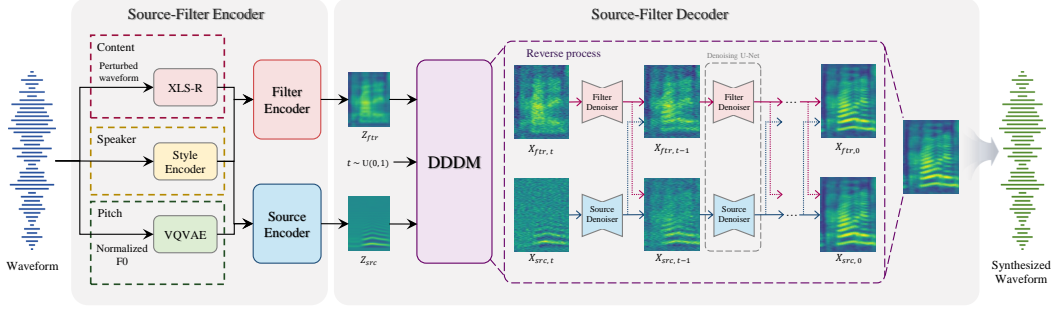 Source-Filter Encoder
Source-Filter Decoder
Content
Perturbed
waveform
XLS-R
Speaker
Style
Encoder
Pitch
Normalized
F0
VQVAE
Waveform
Filter
Encoder
Source
Encoder
Z_ftr
t ~ U(0,1)
Z_src
DDDM
Reverse process
Denoising U-Net
Filter
Denoiser
Filter
Denoiser
...
X_ftr,t
X_ftr,t−1
X_ftr,0
Source
Denoiser
Source
Denoiser
...
X_src,t
X_src,t−1
X_src,0
Synthesized
Waveform